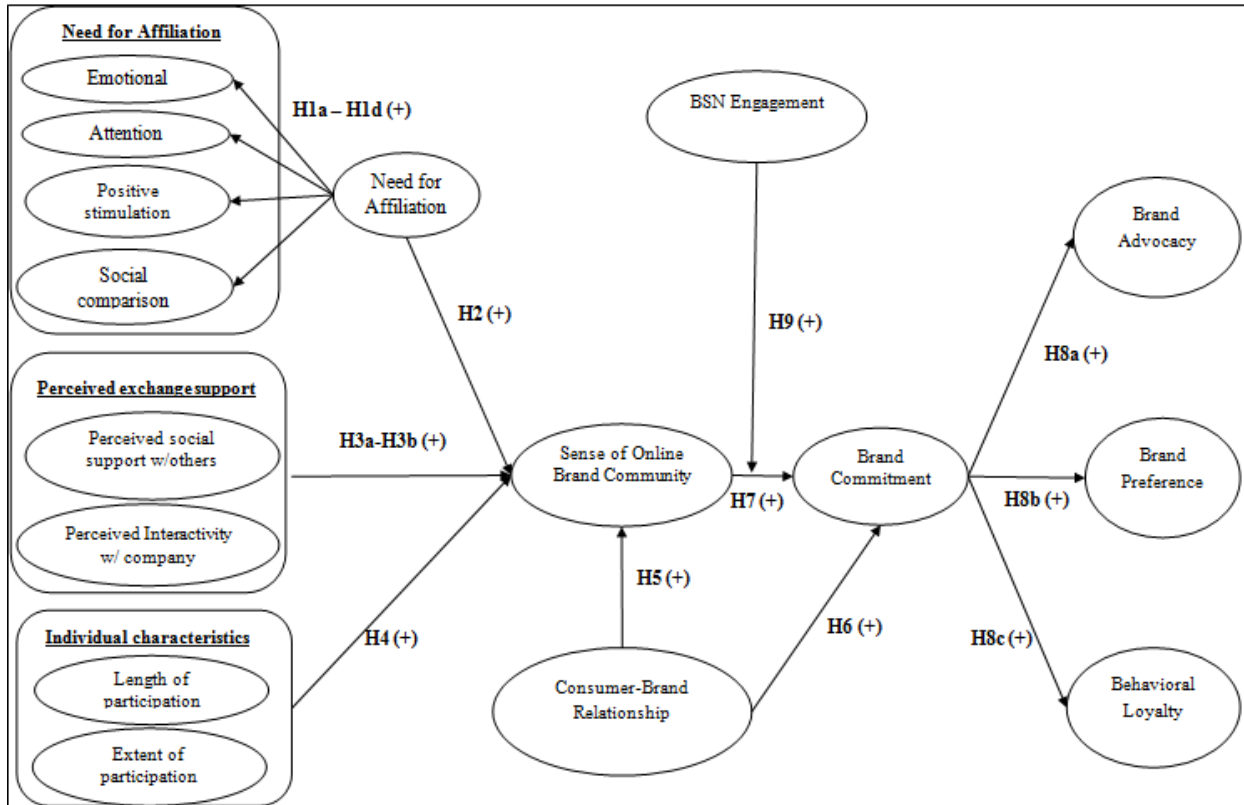 Need for Affiliation
Emotional
Attention
Positive
stimulation
Social
comparison
H1a – H1d (+)
Need for
Affiliation
H2 (+)
Perceived exchange support
Perceived social
support w/others
Perceived Interactivity
w/ company
H3a-H3b (+)
Individual characteristics
Length of
participation
Extent of
participation
H4 (+)
Sense of Online
Brand Community
H5 (+)
Consumer-Brand
Relationship
H6 (+)
H7 (+)
BSN Engagement
H9 (+)
Brand
Commitment
H8a (+)
H8b (+)
H8c (+)
Brand
Advocacy
Brand
Preference
Behavioral
Loyalty